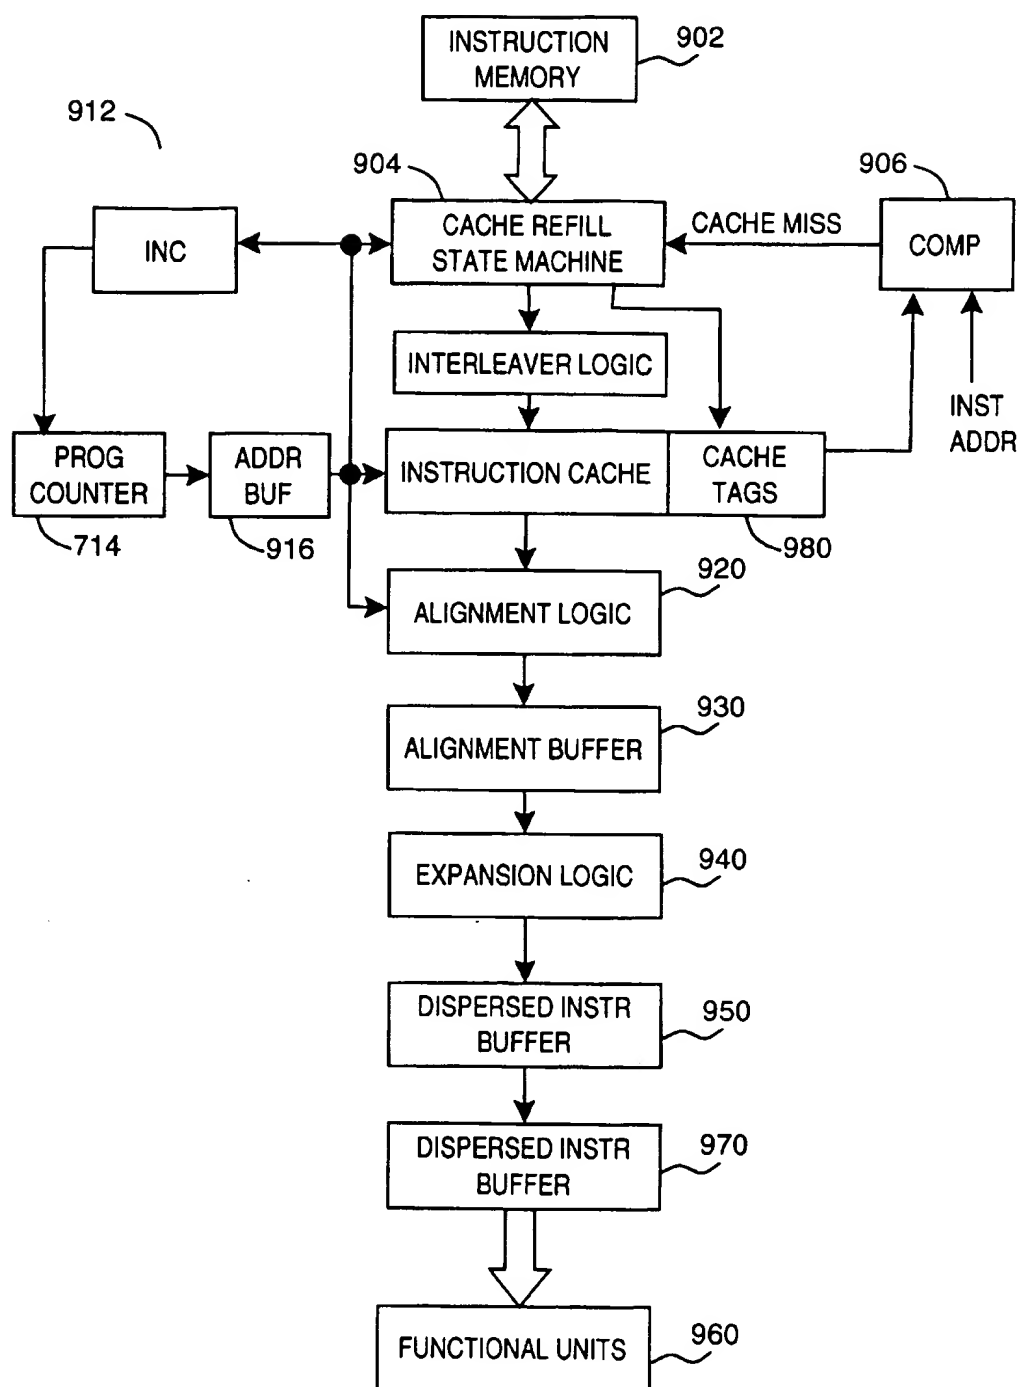 INSTRUCTION
MEMORY
902
912
904
906
CACHE REFILL
STATE MACHINE
CACHE MISS
COMP
INC
INTERLEAVER LOGIC
INST
ADDR
PROG
COUNTER
ADDR
BUF
INSTRUCTION CACHE
CACHE
TAGS
714
916
980
920
ALIGNMENT LOGIC
930
ALIGNMENT BUFFER
940
EXPANSION LOGIC
DISPERSED INSTR
BUFFER
950
DISPERSED INSTR
BUFFER
970
FUNCTIONAL UNITS
960